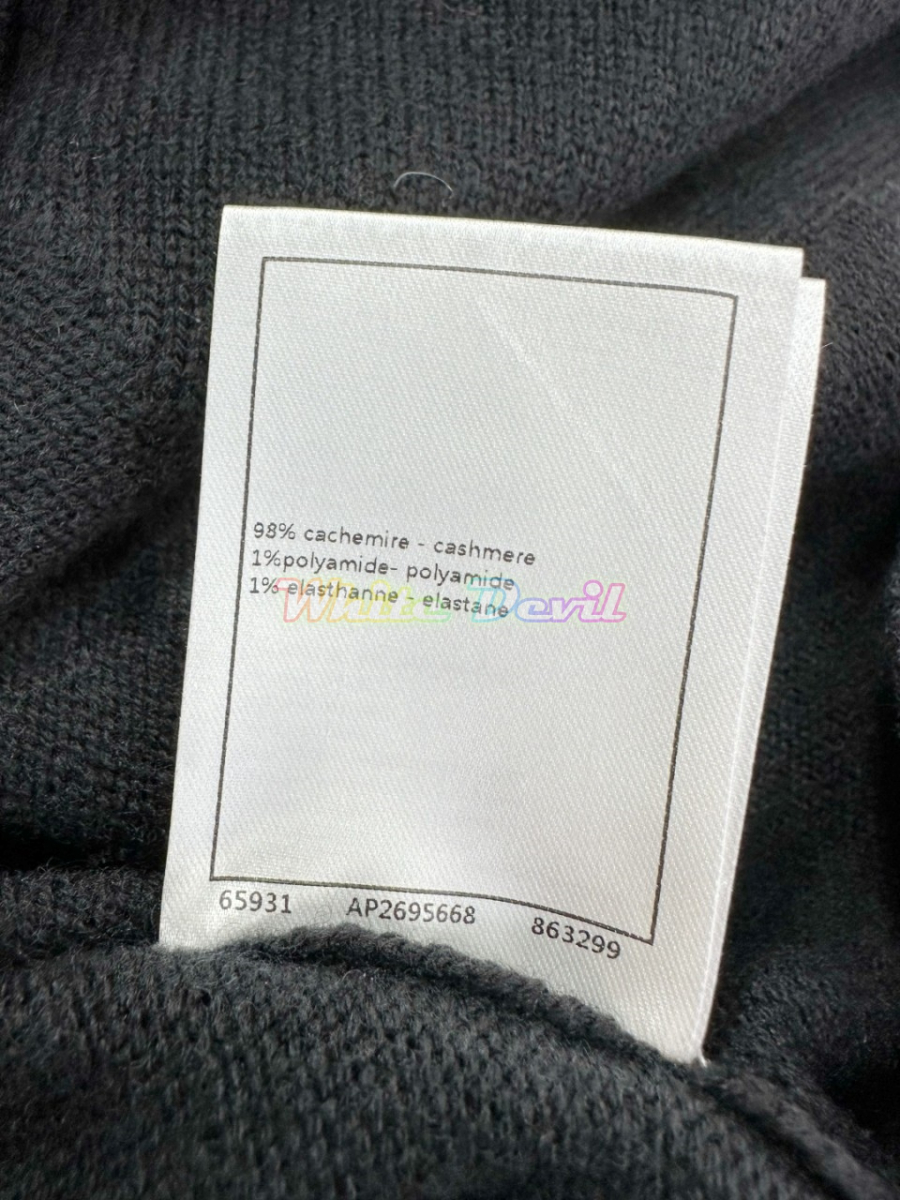 98% cachemire - cashmere
1%polyamide- polyamide
1% elasthanne - elastane
White Devil
65931 AP2695668 863299